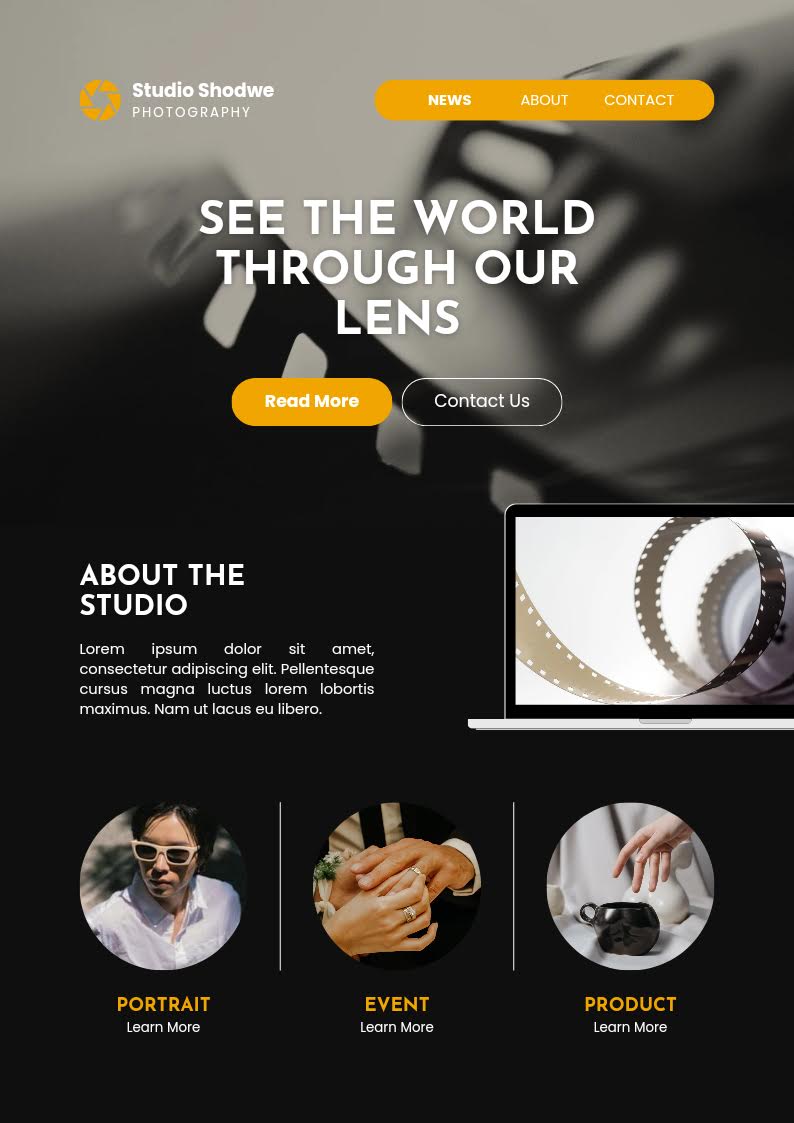 Studio Shodwe
PHOTOGRAPHY
NEWS ABOUT CONTACT
SEE THE WORLD
THROUGH OUR
LENS
Read More Contact Us
ABOUT THE
STUDIO
Lorem ipsum dolor sit amet,
consectetur adipiscing elit. Pellentesque
cursus magna luctus lorem lobortis
maximus. Nam ut lacus eu libero.
PORTRAIT
Learn More
EVENT
Learn More
PRODUCT
Learn More